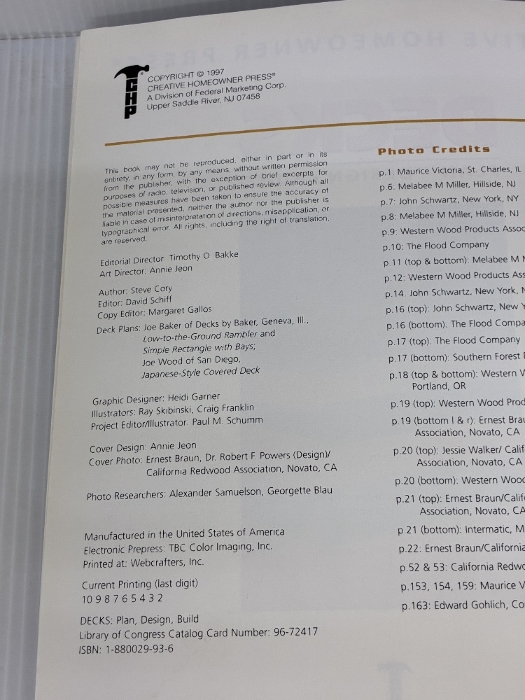 CHP
COPYRIGHT © 1997
CREATIVE HOMEOWNER PRESS®
A Division of Federal Marketing Corp.
Upper Saddle River, NJ 07458
This book may not be reproduced, either in part or in its
entirety, in any form, by any means, without written permission
from the publisher, with the exception of brief excerpts for
purposes of radio, television, or published review. Although all
possible measures have been taken to ensure the accuracy of
the material presented, neither the author nor the publisher is
liable in case of misinterpretation of directions, misapplication, or
typographical error. All rights, including the right of translation,
are reserved.
Editorial Director: Timothy O. Bakke
Art Director: Annie Jeon
Author: Steve Cory
Editor: David Schiff
Copy Editor: Margaret Gallos
Deck Plans: Joe Baker of Decks by Baker, Geneva, Ill.,
Low-to-the-Ground Rambler and
Simple Rectangle with Bays;
Joe Wood of San Diego,
Japanese-Style Covered Deck
Graphic Designer: Heidi Garner
Illustrators: Ray Skibinski, Craig Franklin
Project Editor/Illustrator: Paul M. Schumm
Cover Design: Annie Jeon
Cover Photo: Ernest Braun, Dr. Robert F. Powers (Design)/
California Redwood Association, Novato, CA
Photo Researchers: Alexander Samuelson, Georgette Blau
Manufactured in the United States of America
Electronic Prepress: TBC Color Imaging, Inc.
Printed at: Webcrafters, Inc.
Current Printing (last digit)
10 9 8 7 6 5 4 3 2
DECKS: Plan, Design, Build
Library of Congress Catalog Card Number: 96-72417
ISBN: 1-880029-93-6
Photo Credits
p.1: Maurice Victoria, St. Charles, IL
p.6: Melabee M Miller, Hillside, NJ
p.7: John Schwartz, New York, NY
p.8: Melabee M Miller, Hillside, NJ
p.9: Western Wood Products Assoc
p.10: The Flood Company
p.11 (top & bottom): Melabee M
p.12: Western Wood Products Ass
p.14: John Schwartz, New York, N
p.16 (top): John Schwartz, New Y
p.16 (bottom): The Flood Compa
p.17 (top): The Flood Company
p.17 (bottom): Southern Forest
p.18 (top & bottom): Western W
Portland, OR
p.19 (top): Western Wood Prod
p.19 (bottom l & r): Ernest Brau
Association, Novato, CA
p.20 (top): Jessie Walker/ Calif
Association, Novato, CA
p.20 (bottom): Western Wood
p.21 (top): Ernest Braun/Calif
Association, Novato, CA
p.21 (bottom): Intermatic,
p.22: Ernest Braun/California
p.52 & 53: California Redwo
p.153, 154, 159: Maurice V
p.163: Edward Gohlich, Co